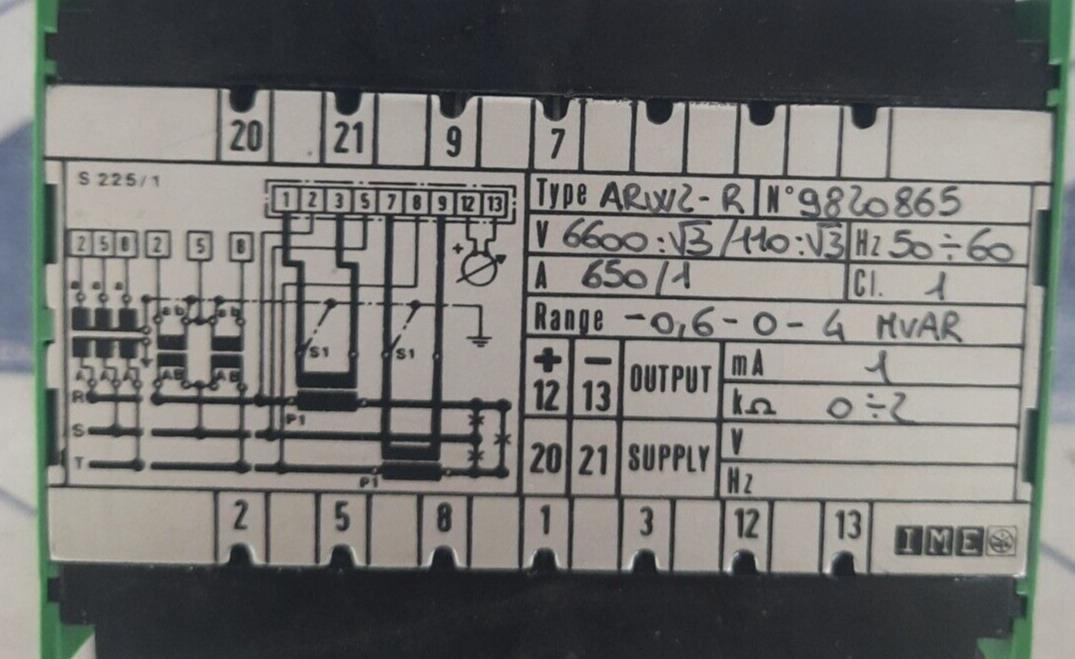 20 21 9 7
S 225/1
1 2 3 5 7 8 9 12 13
2 5 8 2 5 8
+
a a a a b a b
S1 S1
A A A AB AB
R
P1
S
T
P1
Type ARW2-R N° 9820865
V 6600:√3/110:√3 Hz 50÷60
A 650/1 Cl. 1
Range -0,6-0-4 MVAR
+ - OUTPUT mA 1
12 13 kΩ 0÷2
20 21 SUPPLY V
Hz
2 5 8 1 3 12 13
IME